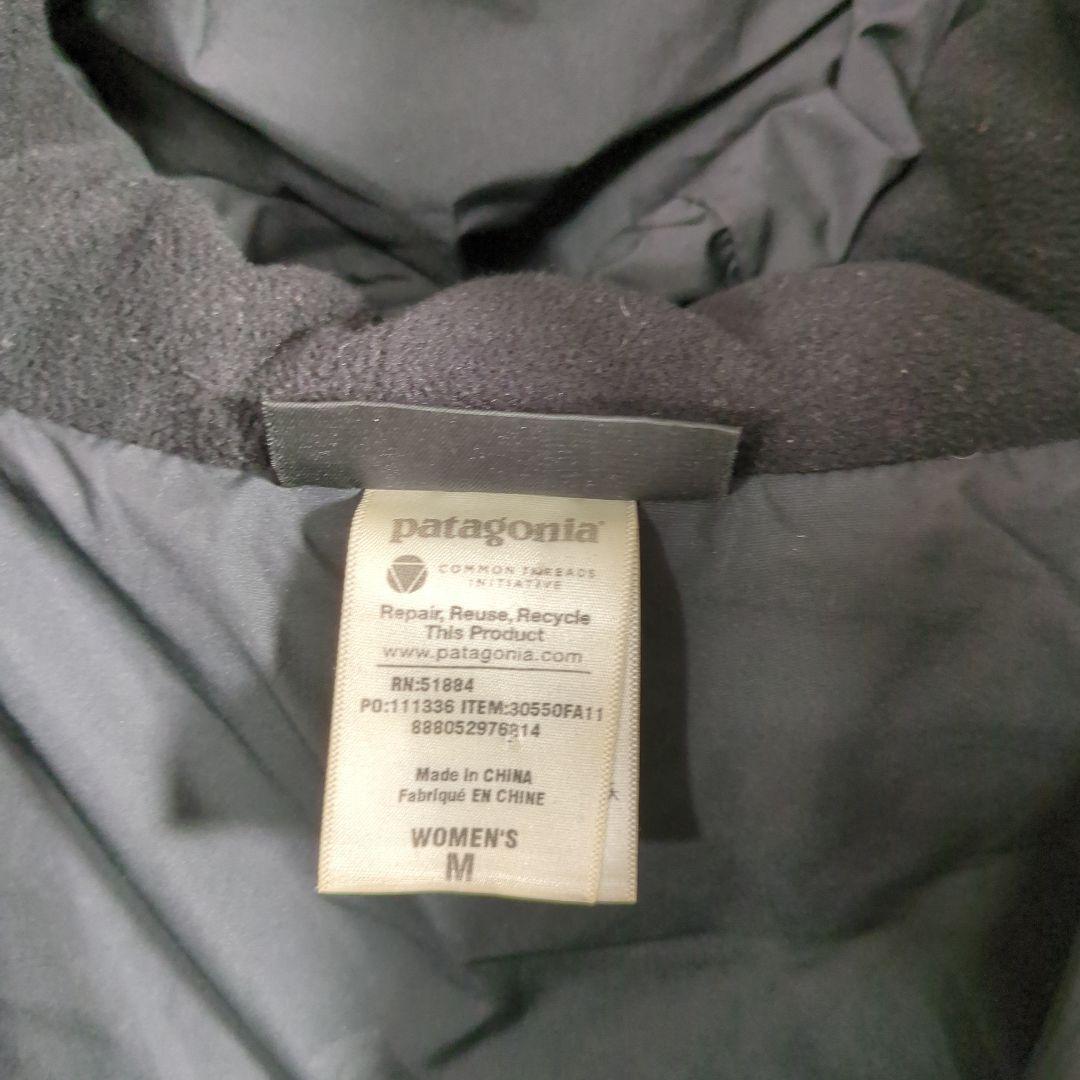 patagonia®
COMMON THREADS
INITIATIVE
Repair, Reuse, Recycle
This Product
www.patagonia.com
RN:51884
PO:111336 ITEM:30550FA11
888052976814
Made in CHINA
Fabriqué EN CHINE
WOMEN'S
M